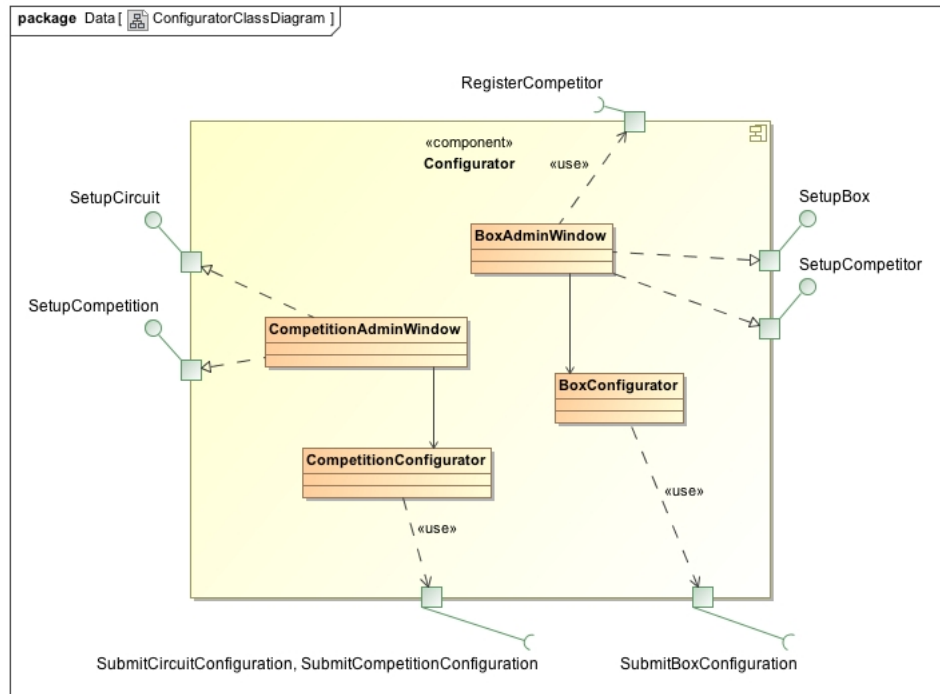 package Data [ ConfiguratorClassDiagram ]
RegisterCompetitor
«component»
Configurator
«use»
SetupCircuit
SetupBox
BoxAdminWindow
SetupCompetitor
SetupCompetition
CompetitionAdminWindow
BoxConfigurator
CompetitionConfigurator
«use»
«use»
SubmitCircuitConfiguration, SubmitCompetitionConfiguration
SubmitBoxConfiguration